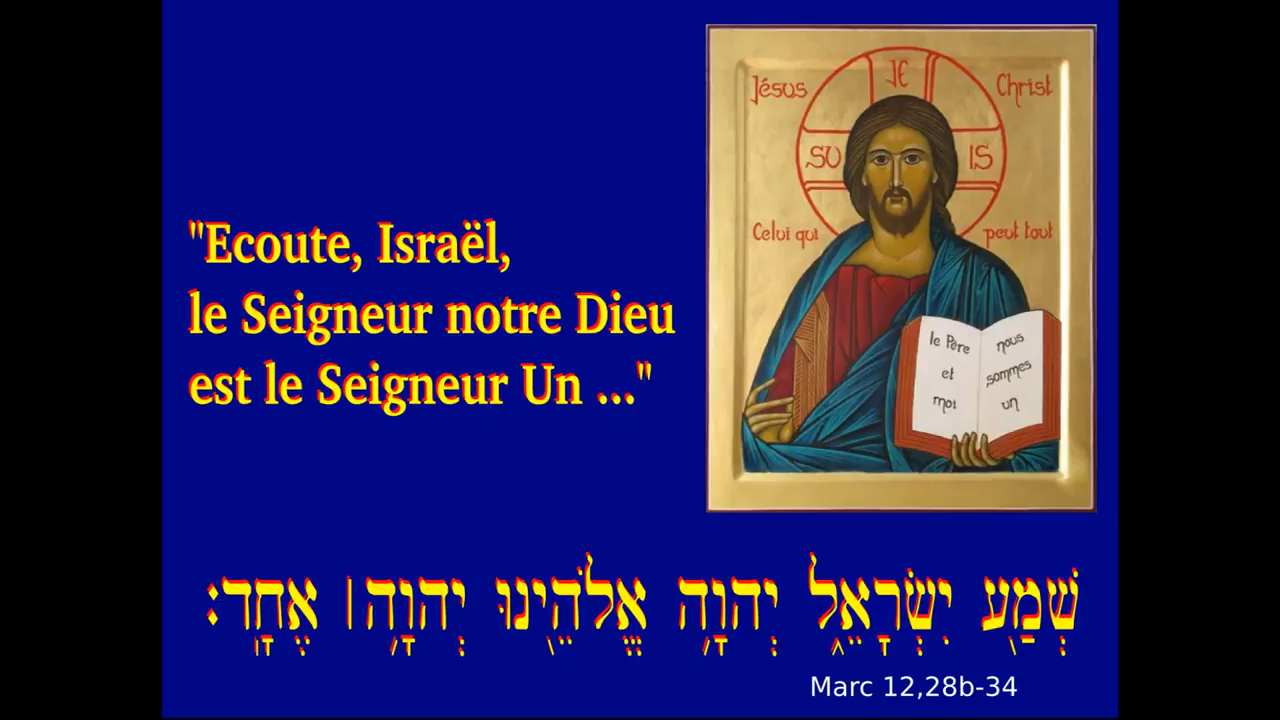 "Ecoute, Israël,
le Seigneur notre Dieu
est le Seigneur Un ..."
Jésus Christ
JE
SU IS
Celui qui peut tout
le Père
et
moi
nous
sommes
un
שְׁמַ֖ע יִשְׂרָאֵ֑ל יְהוָ֥ה אֱלֹהֵ֖ינוּ יְהוָ֥ה ׀ אֶחָֽד׃
Marc 12,28b-34